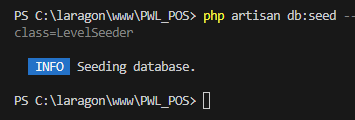 PS C:\laragon\www\PWL_POS> php artisan db:seed --
class=LevelSeeder
INFO Seeding database.
PS C:\laragon\www\PWL_POS>